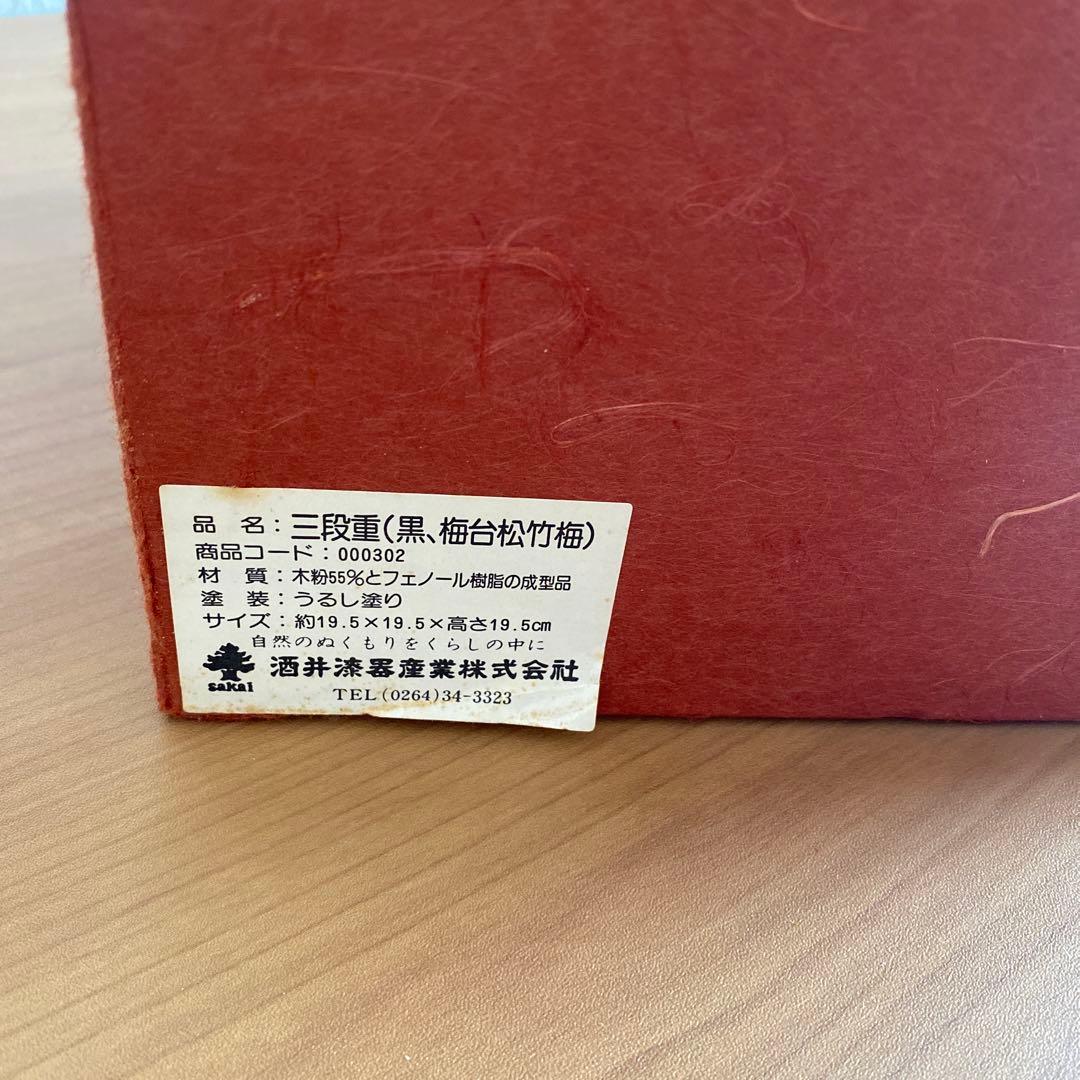 品 名：三段重（黒、梅台松竹梅）
商品コード：000302
材 質：木粉55％とフェノール樹脂の成型品
塗 装：うるし塗り
サイズ：約19.5×19.5×高さ19.5cm
自然のぬくもりをくらしの中に
sakai 酒井漆器産業株式会社
TEL(0264)34-3323